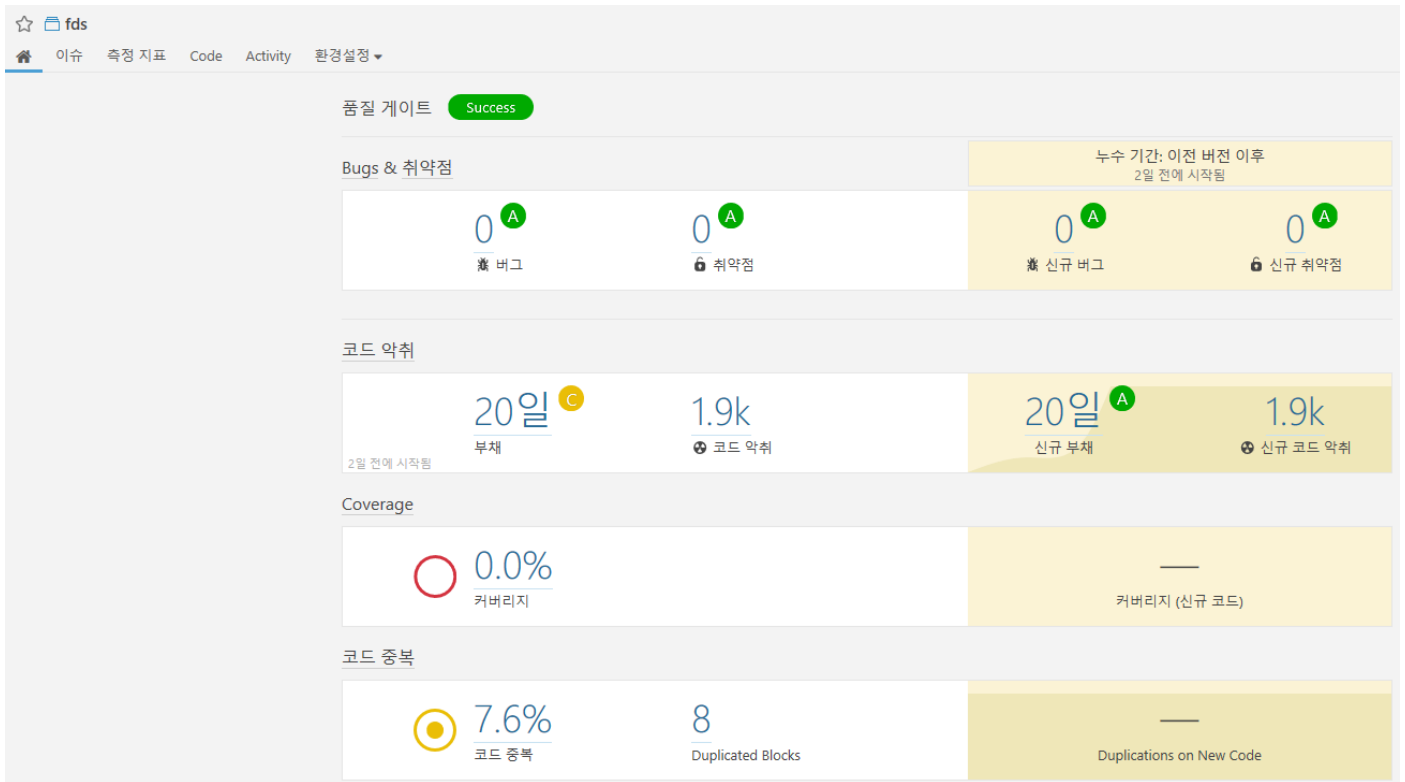 fds
이슈 측정 지표 Code Activity 환경설정
품질 게이트 Success
Bugs & 취약점
누수 기간: 이전 버전 이후
2일 전에 시작됨
0 A 0 A 0 A 0 A
버그 취약점 신규 버그 신규 취약점
코드 악취
20일 C 1.9k 20일 A 1.9k
부채 코드 악취 신규 부채 신규 코드 악취
2일 전에 시작됨
Coverage
0.0% —
커버리지 커버리지 (신규 코드)
코드 중복
7.6% 8 —
코드 중복 Duplicated Blocks Duplications on New Code